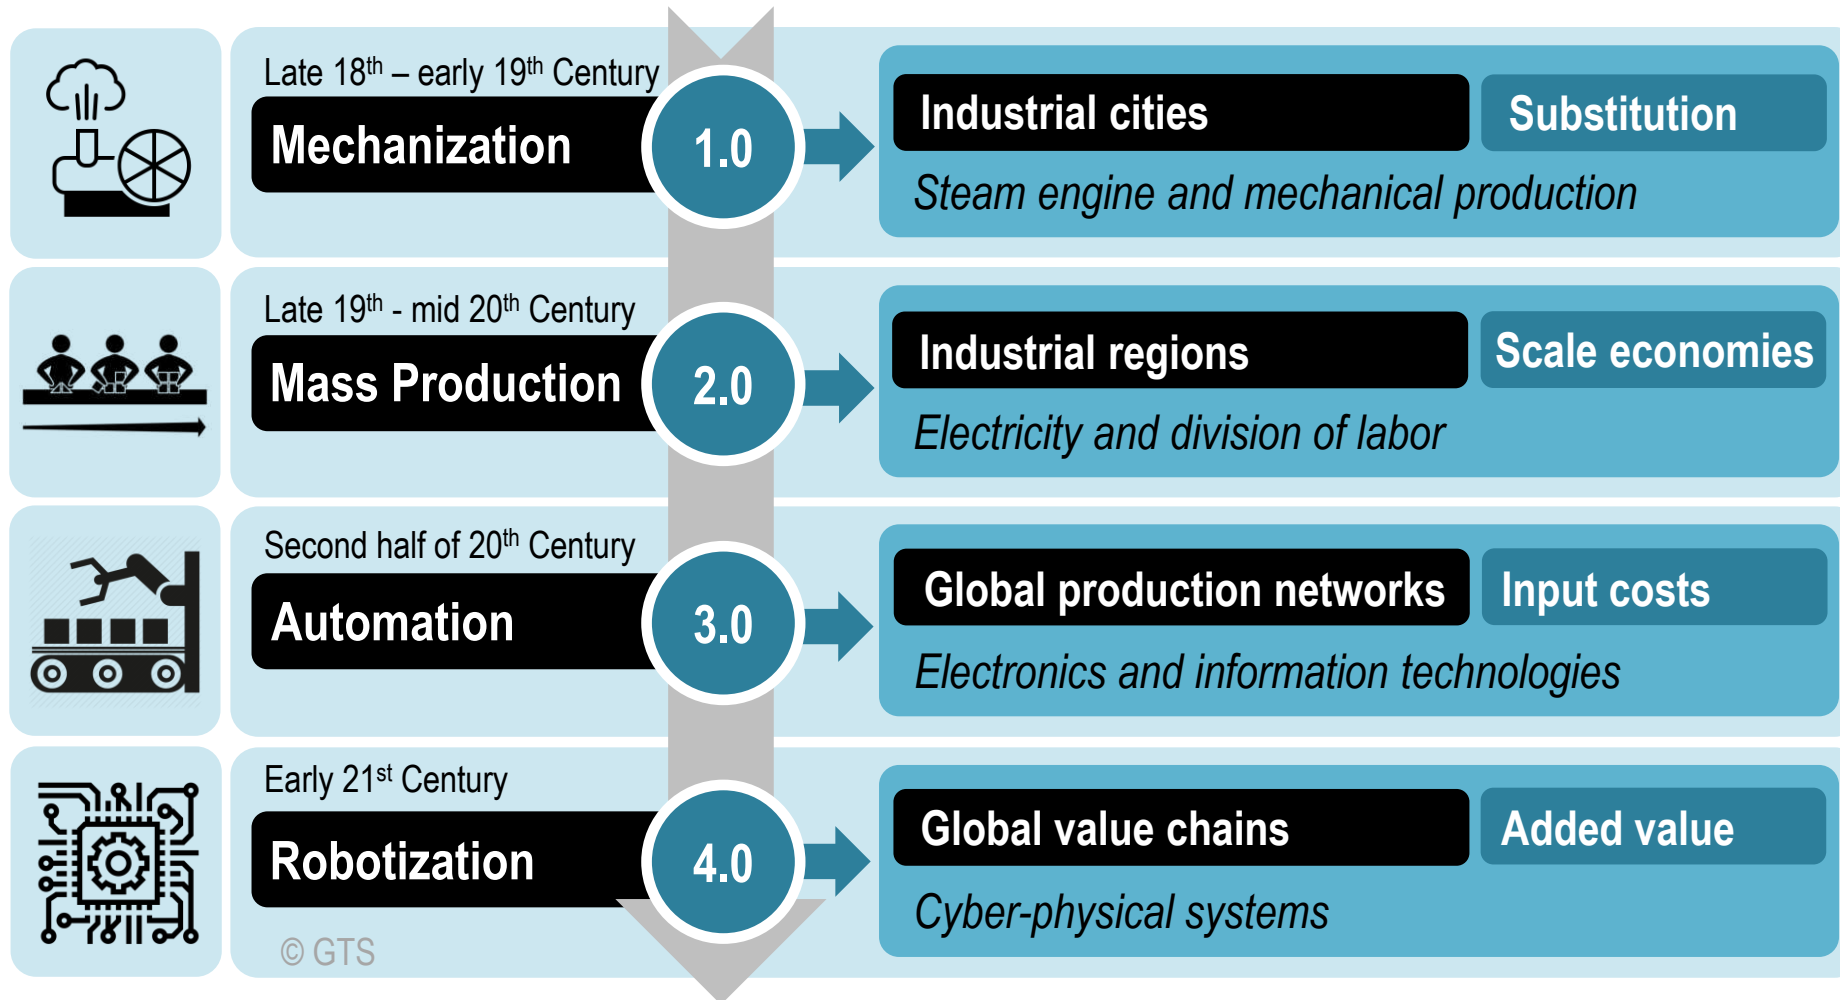 Late 18th – early 19th Century
Mechanization
1.0
Industrial cities
Substitution
Steam engine and mechanical production
Late 19th - mid 20th Century
Mass Production
2.0
Industrial regions
Scale economies
Electricity and division of labor
Second half of 20th Century
Automation
3.0
Global production networks
Input costs
Electronics and information technologies
Early 21st Century
Robotization
4.0
Global value chains
Added value
Cyber-physical systems
© GTS